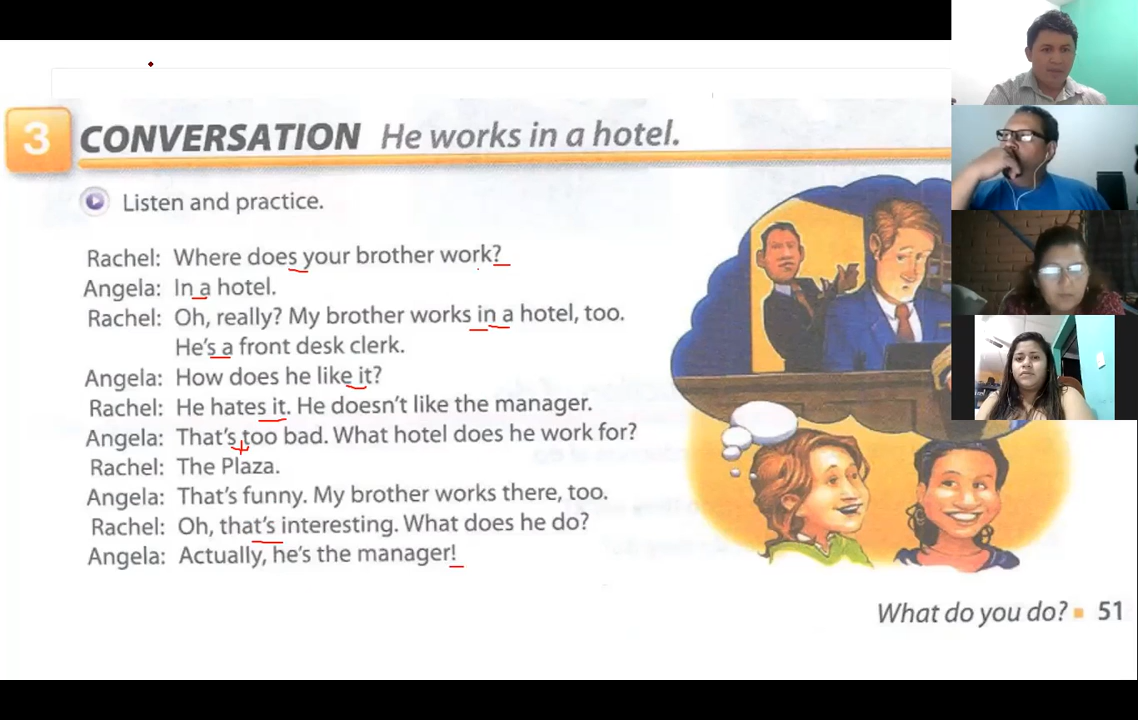 3 CONVERSATION He works in a hotel.
Listen and practice.
Rachel: Where does your brother work?
Angela: In a hotel.
Rachel: Oh, really? My brother works in a hotel, too.
He's a front desk clerk.
Angela: How does he like it?
Rachel: He hates it. He doesn't like the manager.
Angela: That's too bad. What hotel does he work for?
Rachel: The Plaza.
Angela: That's funny. My brother works there, too.
Rachel: Oh, that's interesting. What does he do?
Angela: Actually, he's the manager!
What do you do? 51